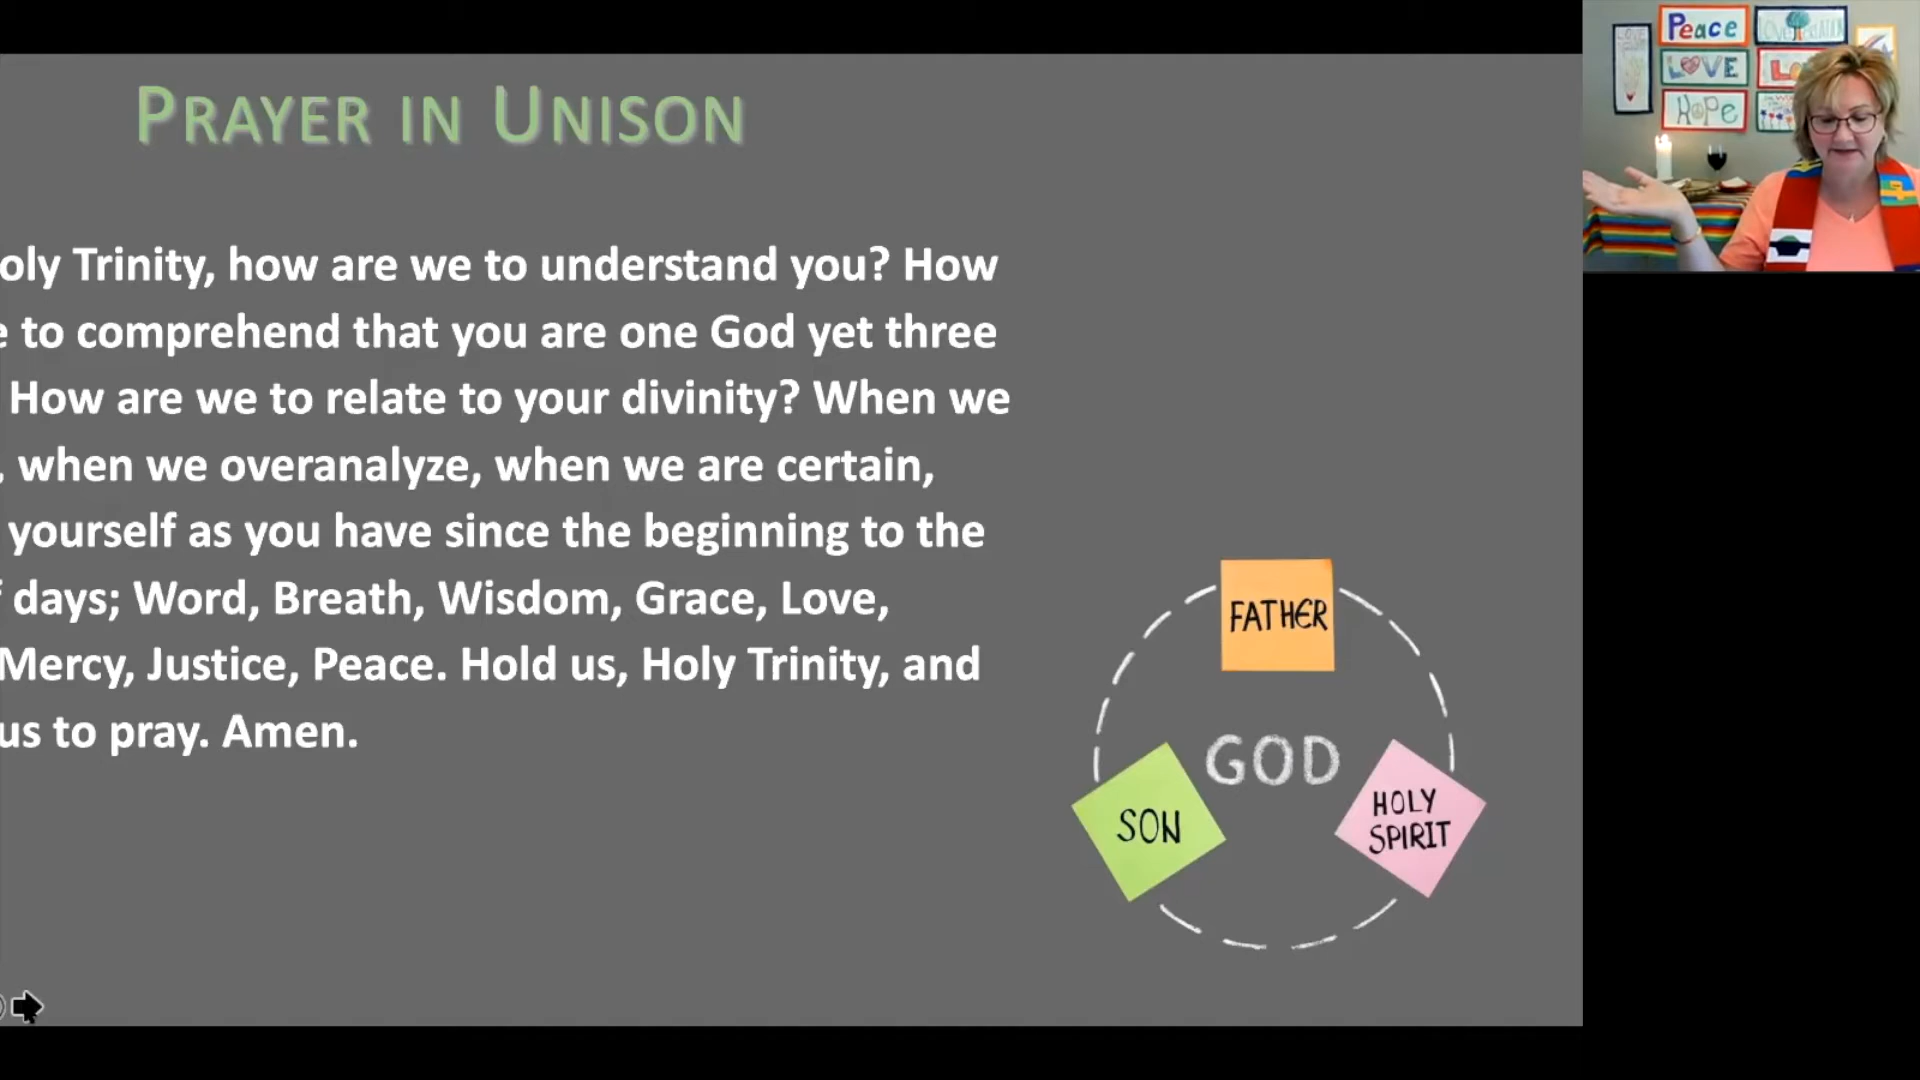 PRAYER IN UNISON
oly Trinity, how are we to understand you? How
e to comprehend that you are one God yet three
How are we to relate to your divinity? When we
, when we overanalyze, when we are certain,
yourself as you have since the beginning to the
f days; Word, Breath, Wisdom, Grace, Love,
Mercy, Justice, Peace. Hold us, Holy Trinity, and
us to pray. Amen.
FATHER
GOD
SON
HOLY
SPIRIT
Peace
LOVE
HOPE